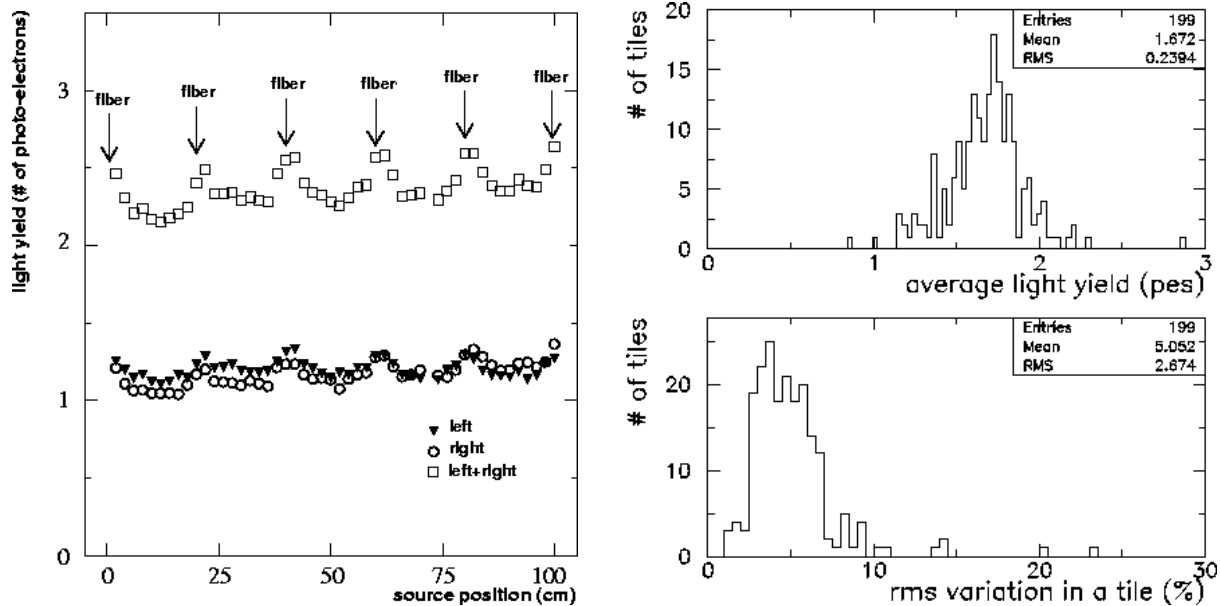 light yield (# of photo-electrons)
3
2
1
0
fiber
fiber
fiber
fiber
fiber
fiber
left
right
left+right
0
25
50
75
100
source position (cm)
# of tiles
20
15
10
5
0
Entries 199
Mean 1.672
RMS 0.2394
0
1
2
3
average light yield (pes)
# of tiles
20
10
0
Entries 199
Mean 5.052
RMS 2.674
0
10
20
30
rms variation in a tile (%)